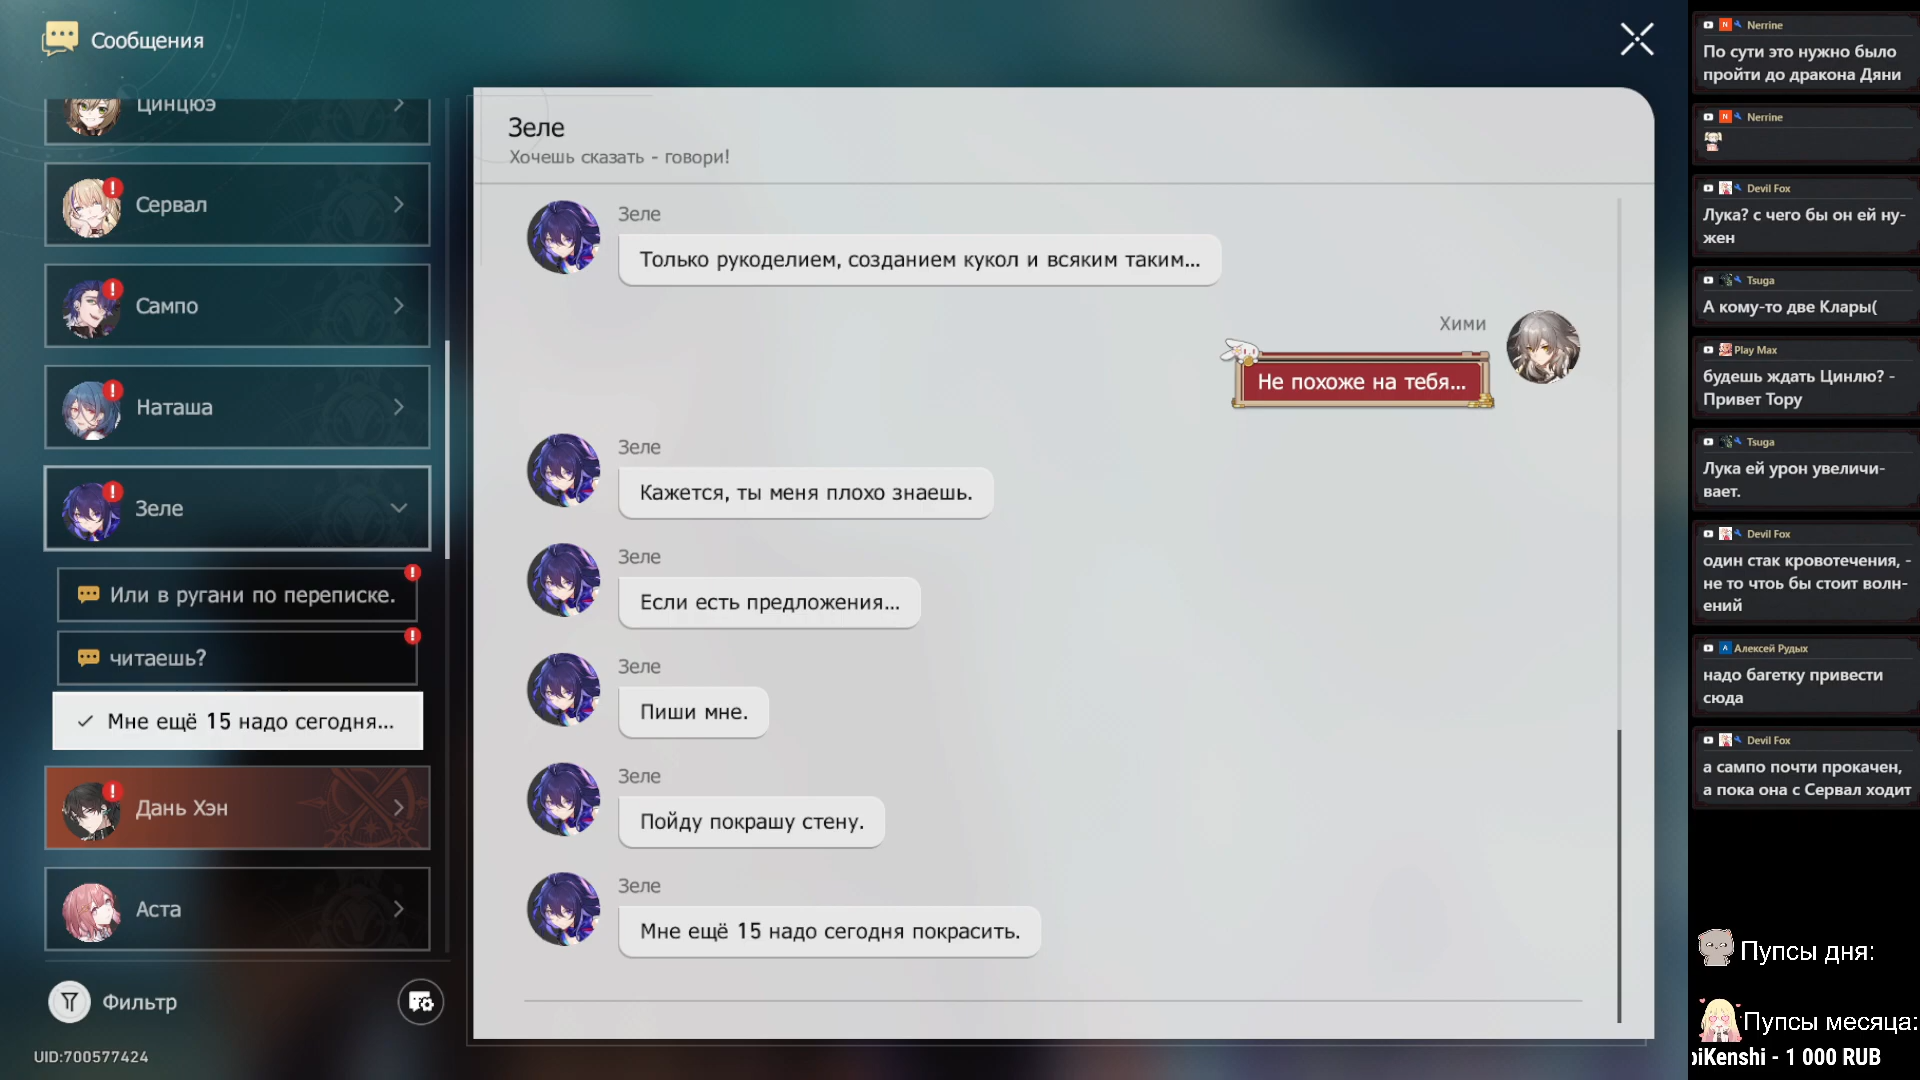 Сообщения
Цинцюэ
Сервал
Сампо
Наташа
Зеле
Или в ругани по переписке.
читаешь?
Мне ещё 15 надо сегодня...
Дань Хэн
Аста
Фильтр
UID:700577424
Зеле
Хочешь сказать - говори!
Зеле
Только рукоделием, созданием кукол и всяким таким...
Хими
Не похоже на тебя...
Зеле
Кажется, ты меня плохо знаешь.
Зеле
Если есть предложения...
Зеле
Пиши мне.
Зеле
Пойду покрашу стену.
Зеле
Мне ещё 15 надо сегодня покрасить.
N Nerrine
По сути это нужно было
пройти до дракона Дяни
N Nerrine
Devil Fox
Лука? с чего бы он ей ну-
жен
Tsuga
А кому-то две Клары(
Play Max
будешь ждать Цинлю? -
Привет Тору
Tsuga
Лука ей урон увеличи-
вает.
Devil Fox
один стак кровотечения, -
не то чтоь бы стоит волн-
ений
А Алексей Рудых
надо багетку привести
сюда
Devil Fox
а сампо почти прокачен,
а пока она с Сервал ходит
Пупсы дня:
Пупсы месяца:
iKenshi - 1 000 RUB